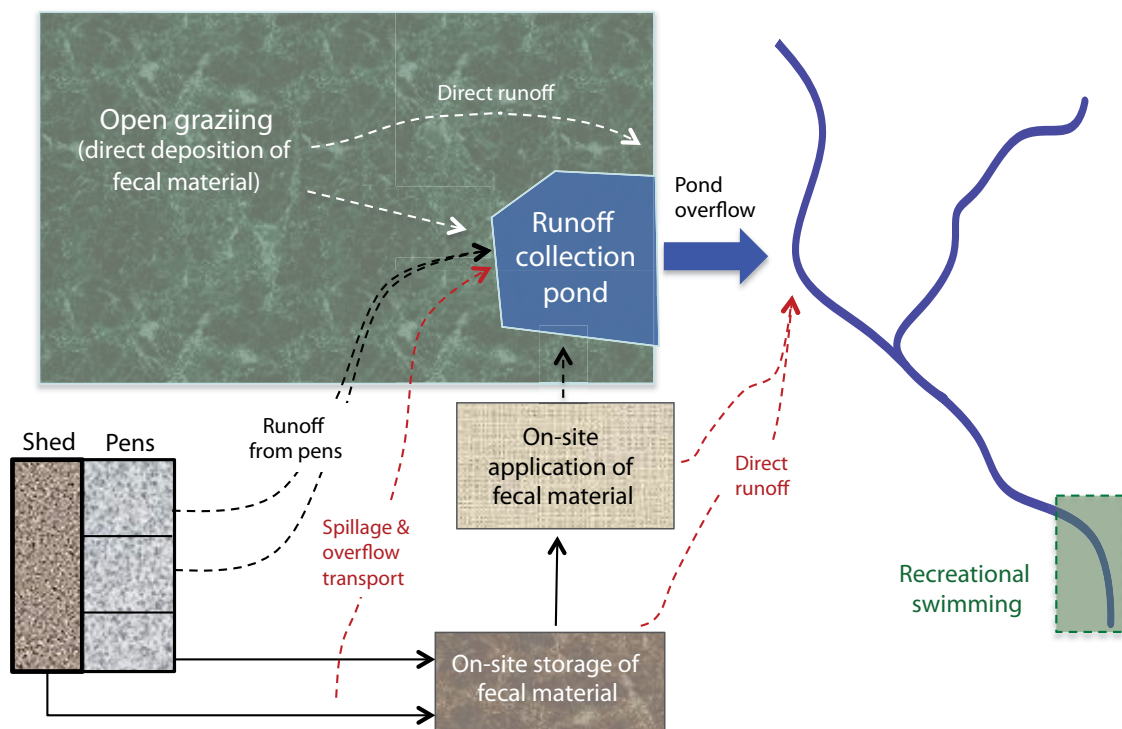 Direct runoff
Open graziing
(direct deposition of
fecal material)
Pond
overflow
Runoff
collection
pond
Shed
Pens
Runoff
from pens
On-site
application of
fecal material
Direct
runoff
Spillage &
overflow
transport
Recreational
swimming
On-site storage of
fecal material